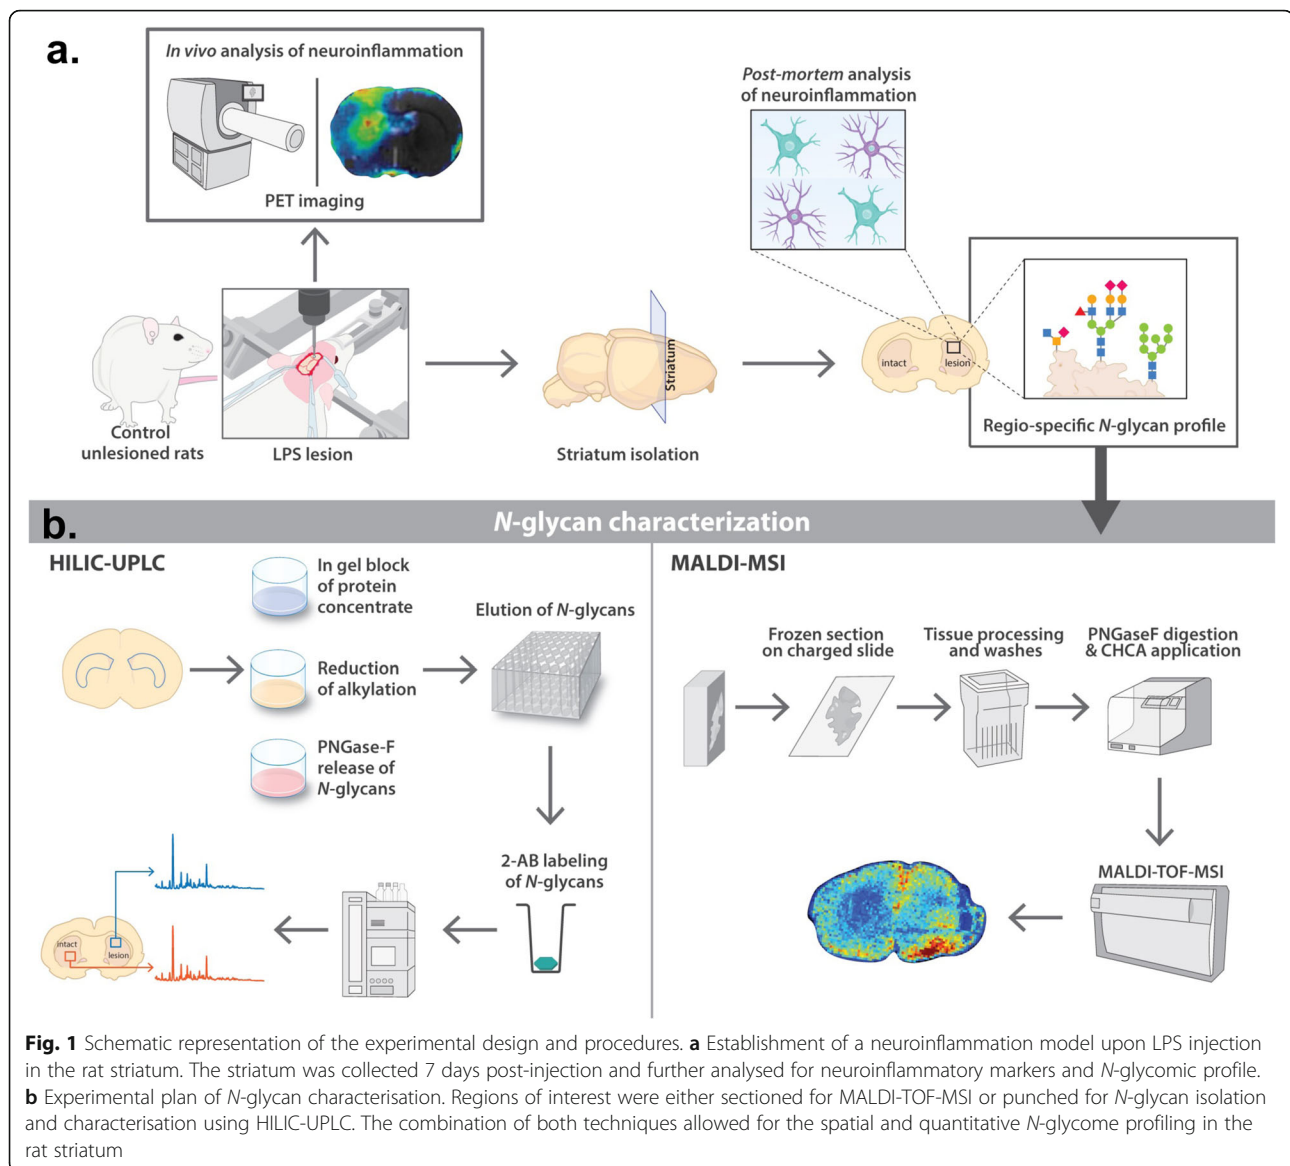 a.
In vivo analysis of neuroinflammation
PET imaging
Post-mortem analysis
of neuroinflammation
Control
unlesioned rats
LPS lesion
Striatum
Striatum isolation
intact
lesion
Regio-specific N-glycan profile
b.
N-glycan characterization
HILIC-UPLC
In gel block
of protein
concentrate
Reduction
of alkylation
PNGase-F
release of
N-glycans
Elution of N-glycans
2-AB labeling
of N-glycans
intact
lesion
MALDI-MSI
Frozen section
on charged slide
Tissue processing
and washes
PNGaseF digestion
& CHCA application
MALDI-TOF-MSI
Fig. 1 Schematic representation of the experimental design and procedures. a Establishment of a neuroinflammation model upon LPS injection
in the rat striatum. The striatum was collected 7 days post-injection and further analysed for neuroinflammatory markers and N-glycomic profile.
b Experimental plan of N-glycan characterisation. Regions of interest were either sectioned for MALDI-TOF-MSI or punched for N-glycan isolation
and characterisation using HILIC-UPLC. The combination of both techniques allowed for the spatial and quantitative N-glycome profiling in the
rat striatum